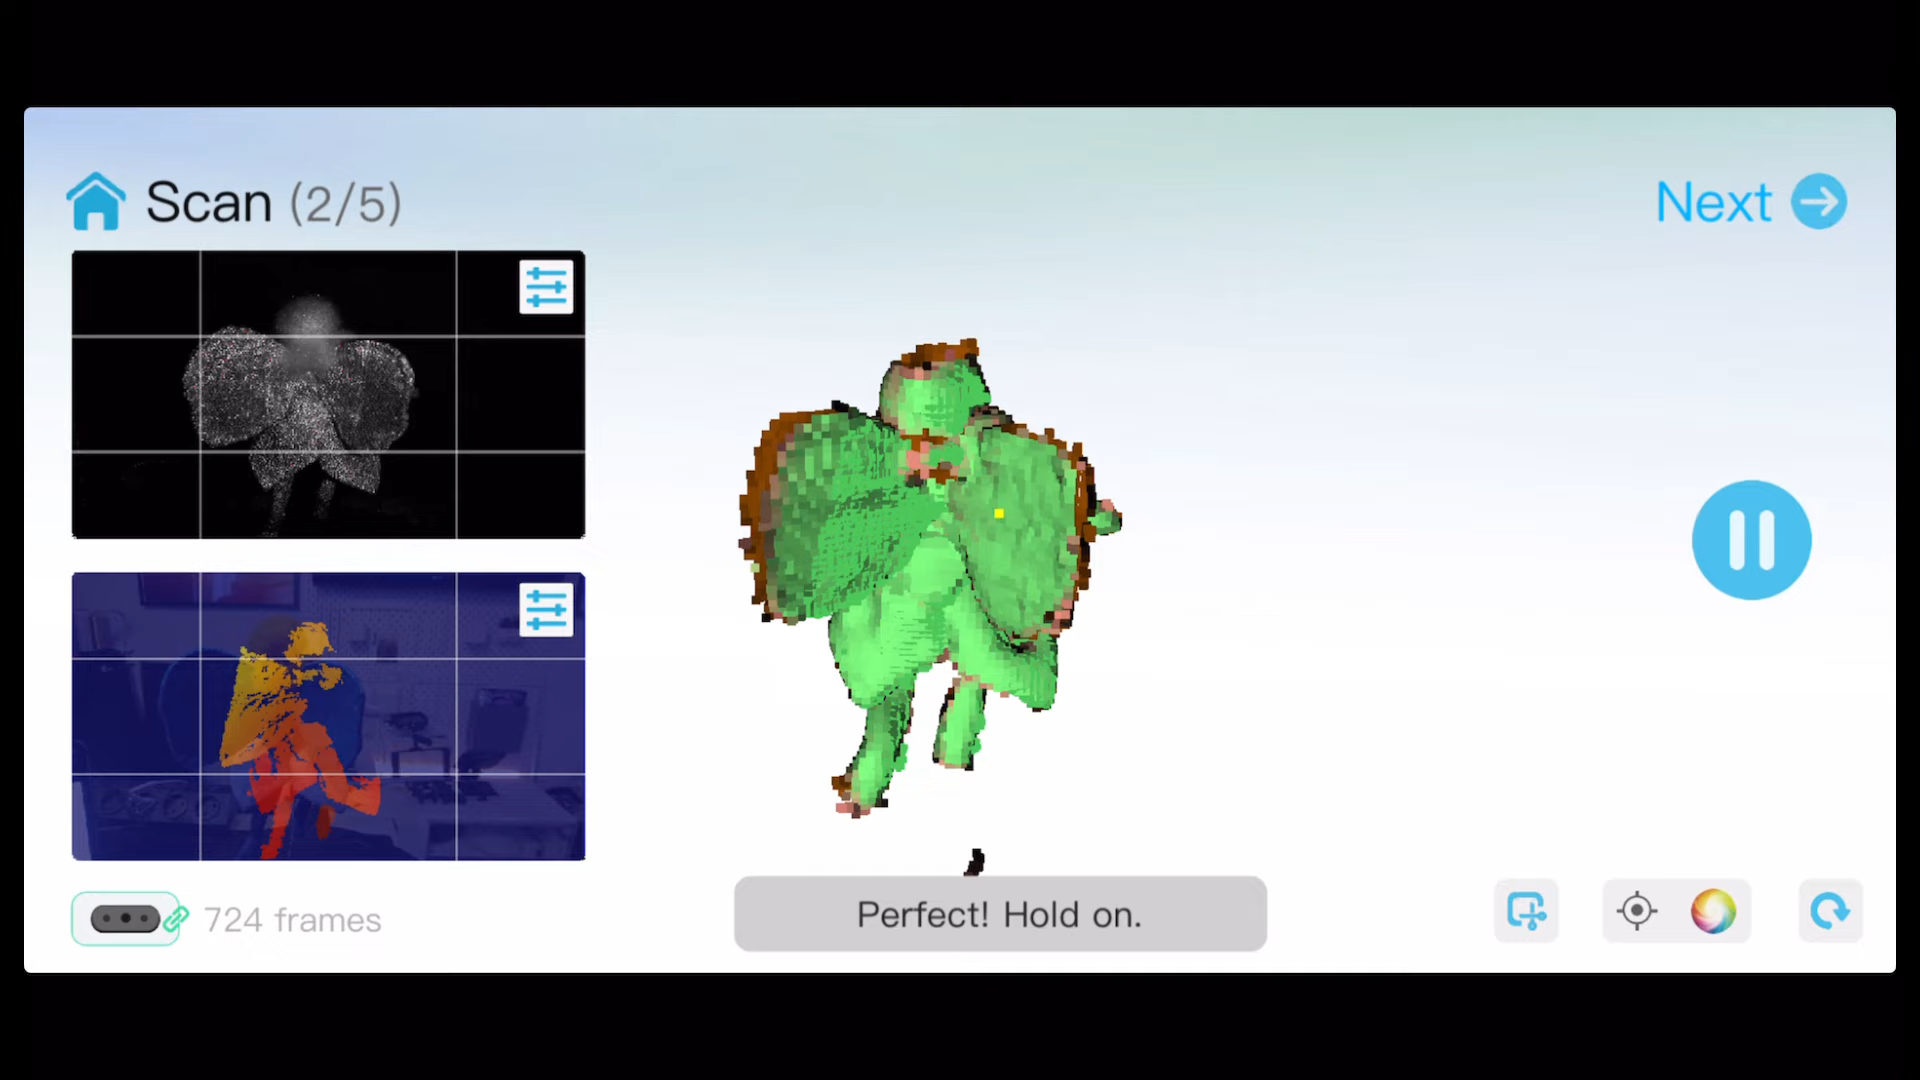 Scan (2/5)
Next
724 frames
Perfect! Hold on.